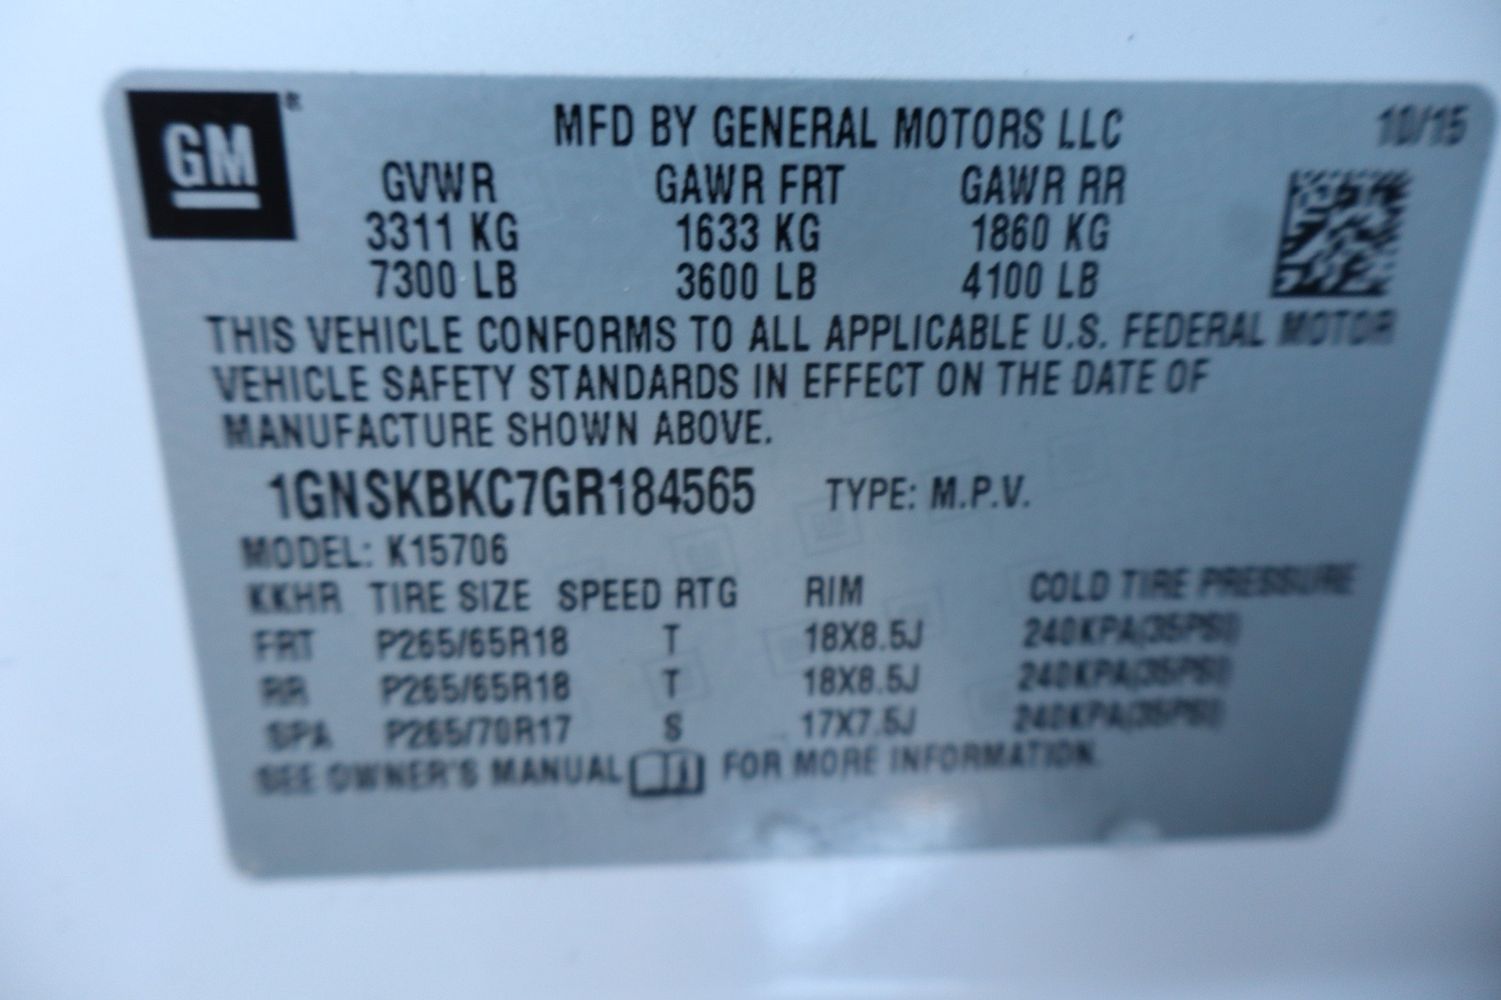 GM ®
MFD BY GENERAL MOTORS LLC 10/15
GVWR GAWR FRT GAWR RR
3311 KG 1633 KG 1860 KG
7300 LB 3600 LB 4100 LB
THIS VEHICLE CONFORMS TO ALL APPLICABLE U.S. FEDERAL MOTOR
VEHICLE SAFETY STANDARDS IN EFFECT ON THE DATE OF
MANUFACTURE SHOWN ABOVE.
1GNSKBKC7GR184565 TYPE: M.P.V.
MODEL: K15706
KKHR TIRE SIZE SPEED RTG RIM COLD TIRE PRESSURE
FRT P265/65R18 T 18X8.5J 240KPA(35PSI)
RR P265/65R18 T 18X8.5J 240KPA(35PSI)
SPA P265/70R17 S 17X7.5J 240KPA(35PSI)
SEE OWNER'S MANUAL FOR MORE INFORMATION.